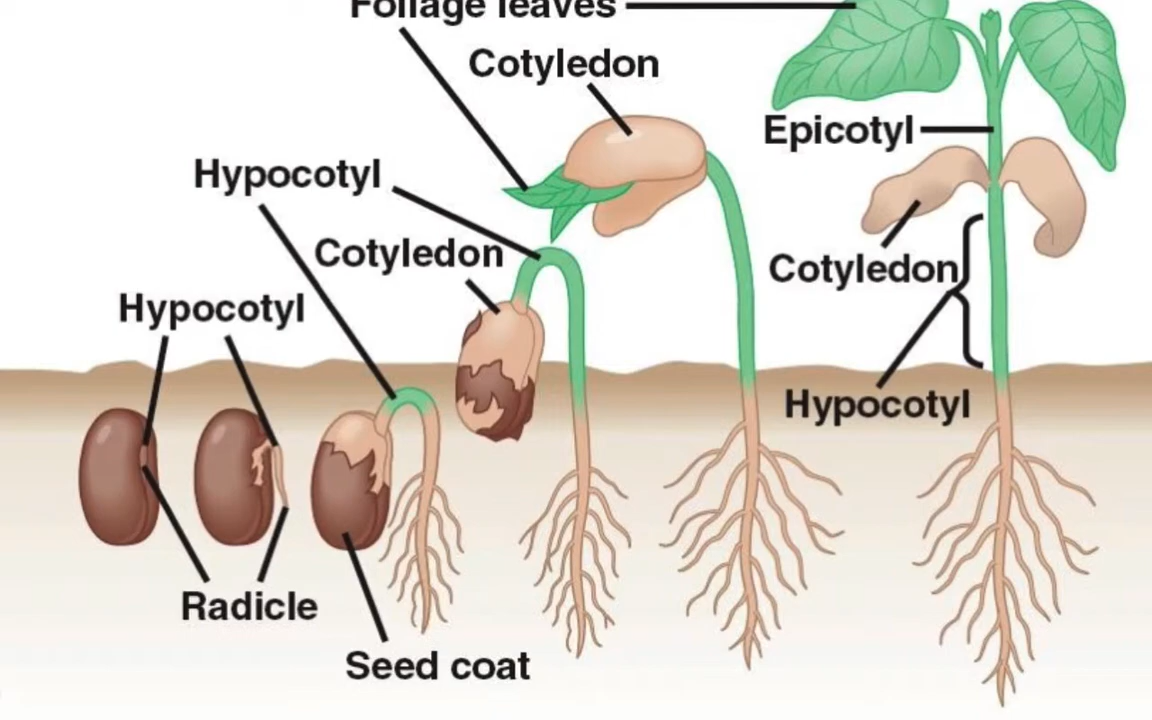 Foliage leaves
Cotyledon
Epicotyl
Hypocotyl
Cotyledon
Cotyledon
Hypocotyl
Hypocotyl
Radicle
Seed coat